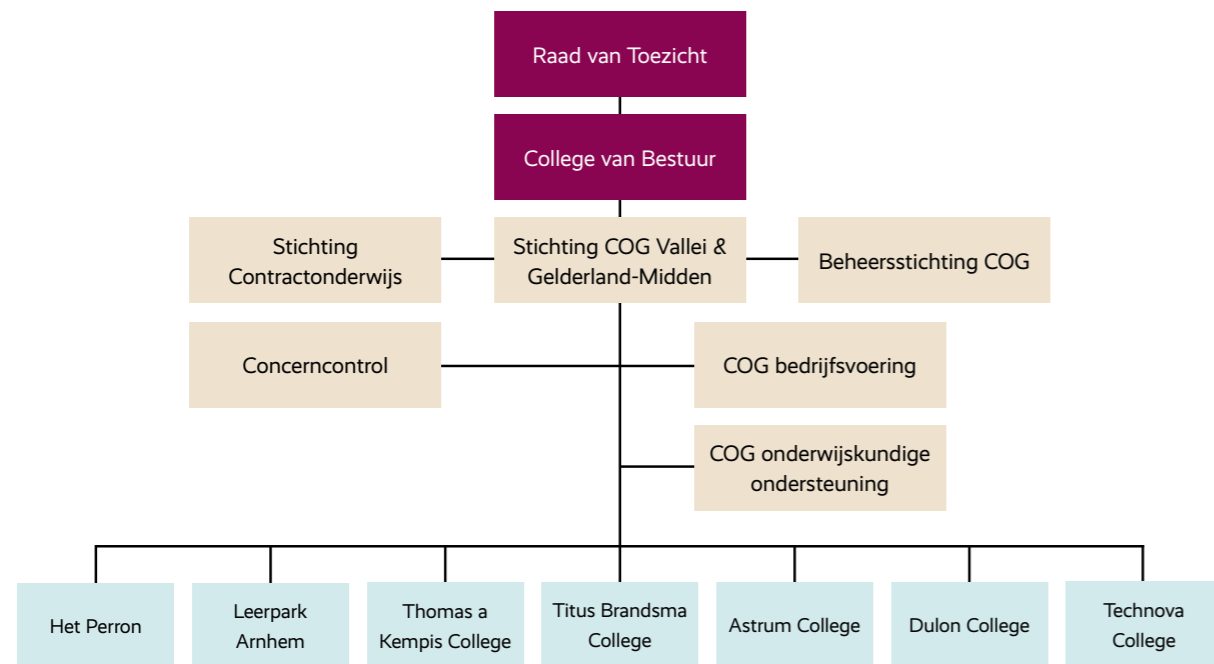 Raad van Toezicht
College van Bestuur
Stichting
Contractonderwijs
Stichting COG Vallei &
Gelderland-Midden
Beheersstichting COG
Concerncontrol
COG bedrijfsvoering
COG onderwijskundige
ondersteuning
Het Perron
Leerpark
Arnhem
Thomas a
Kempis College
Titus Brandsma
College
Astrum College
Dulon College
Technova
College